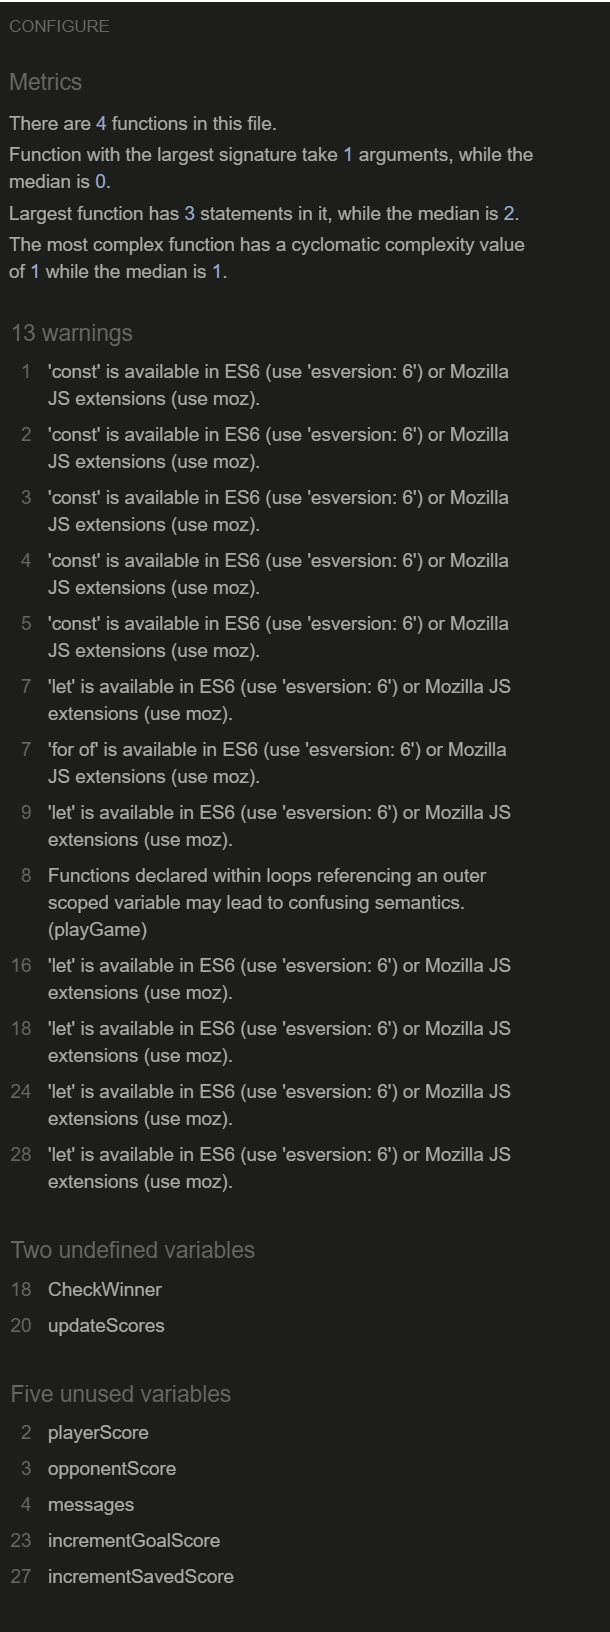 CONFIGURE
Metrics
There are 4 functions in this file.
Function with the largest signature take 1 arguments, while the
median is 0.
Largest function has 3 statements in it, while the median is 2.
The most complex function has a cyclomatic complexity value
of 1 while the median is 1.
13 warnings
1 'const' is available in ES6 (use 'esversion: 6') or Mozilla
JS extensions (use moz).
2 'const' is available in ES6 (use 'esversion: 6') or Mozilla
JS extensions (use moz).
3 'const' is available in ES6 (use 'esversion: 6') or Mozilla
JS extensions (use moz).
4 'const' is available in ES6 (use 'esversion: 6') or Mozilla
JS extensions (use moz).
5 'const' is available in ES6 (use 'esversion: 6') or Mozilla
JS extensions (use moz).
7 'let' is available in ES6 (use 'esversion: 6') or Mozilla JS
extensions (use moz).
7 'for of' is available in ES6 (use 'esversion: 6') or Mozilla
JS extensions (use moz).
9 'let' is available in ES6 (use 'esversion: 6') or Mozilla JS
extensions (use moz).
8 Functions declared within loops referencing an outer
scoped variable may lead to confusing semantics.
(playGame)
16 'let' is available in ES6 (use 'esversion: 6') or Mozilla JS
extensions (use moz).
18 'let' is available in ES6 (use 'esversion: 6') or Mozilla JS
extensions (use moz).
24 'let' is available in ES6 (use 'esversion: 6') or Mozilla JS
extensions (use moz).
28 'let' is available in ES6 (use 'esversion: 6') or Mozilla JS
extensions (use moz).
Two undefined variables
18 CheckWinner
20 updateScores
Five unused variables
2 playerScore
3 opponentScore
4 messages
23 incrementGoalScore
27 incrementSavedScore